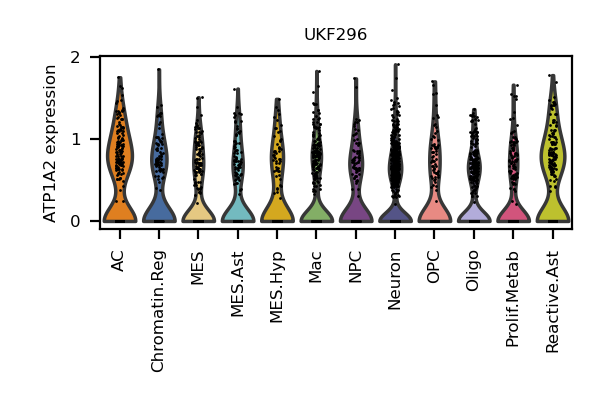 UKF296
ATP1A2 expression
2
1
0
AC
Chromatin.Reg
MES
MES.Ast
MES.Hyp
Mac
NPC
Neuron
OPC
Oligo
Prolif.Metab
Reactive.Ast